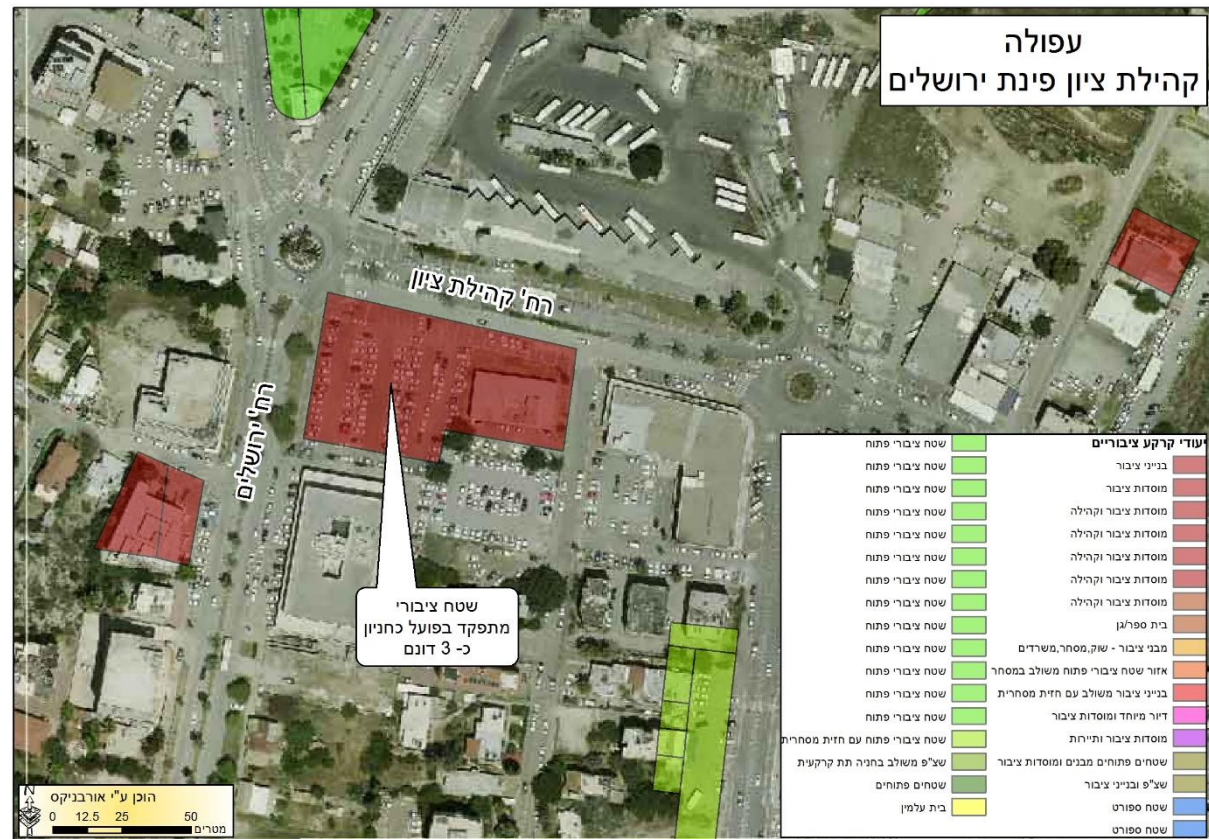 עפולה
קהילת ציון פינת ירושלים
רח' קהילת ציון
רח' ירושלים
שטח ציבורי
מתפקד בפועל כחניון
כ- 3 דונם
יעודי קרקע ציבוריים
בנייני ציבור
מוסדות ציבור
מוסדות ציבור וקהילה
מוסדות ציבור וקהילה
מוסדות ציבור וקהילה
מוסדות ציבור וקהילה
בית ספר/גן
מבני ציבור - שוק,מסחר,משרדים
אזור שטח ציבורי פתוח משולב במסחר
בנייני ציבור משולב עם חזית מסחרית
דיור מיוחד ומוסדות ציבור
מוסדות ציבור ותיירות
שטחים פתוחים מבנים ומוסדות ציבור
שצ"פ ובנייני ציבור
שטח ספורט
שטח ספורט
שטח ציבורי פתוח
שטח ציבורי פתוח
שטח ציבורי פתוח
שטח ציבורי פתוח
שטח ציבורי פתוח
שטח ציבורי פתוח
שטח ציבורי פתוח
שטח ציבורי פתוח
שטח ציבורי פתוח
שטח ציבורי פתוח
שטח ציבורי פתוח
שטח ציבורי פתוח
שטח ציבורי פתוח
שטח ציבורי פתוח עם חזית מסחרית
שצ"פ משולב בחניה תת קרקעית
שטחים פתוחים
בית עלמין
הוכן ע"י אורבניקס
0 12.5 25 50
מטרים
N